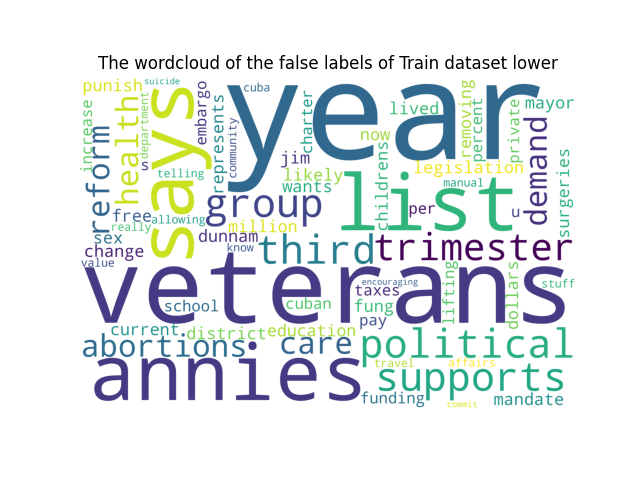 The wordcloud of the false labels of Train dataset lower
punish
suicide
cuba
year
says
health
department
increase
reform
embargo
represents
community
charter
lived
now
removing
percent
private
mayor
demand
surgeries
s
telling
jim
likely
wants
childrens
legislation
manual
list
group
per
u
free
allowing
really
sex
million
dunnam
know
third
trimester
change
value
veterans
encouraging
taxes
lifting
dollars
stuff
school
cuban
fung
pay
current
district
education
abortions
care
political
travel
affairs
annies
supports
funding
commit
mandate